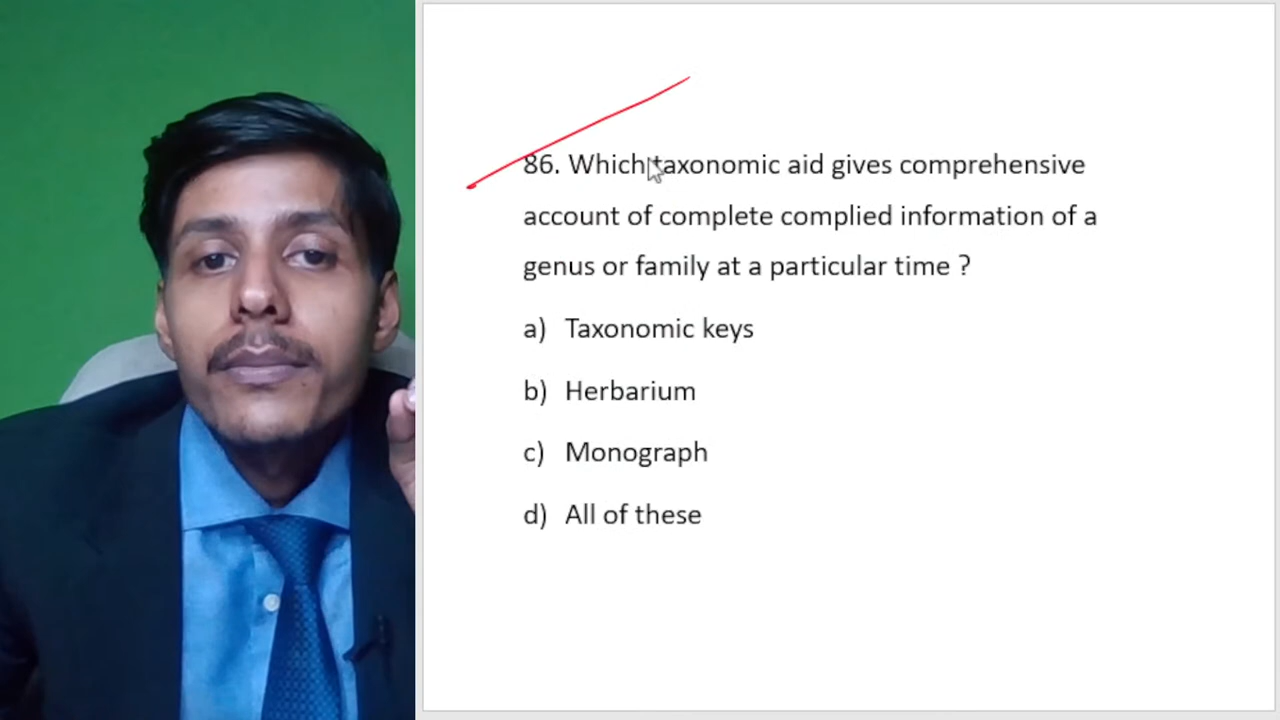 86. Which taxonomic aid gives comprehensive
account of complete complied information of a
genus or family at a particular time ?
a) Taxonomic keys
b) Herbarium
c) Monograph
d) All of these